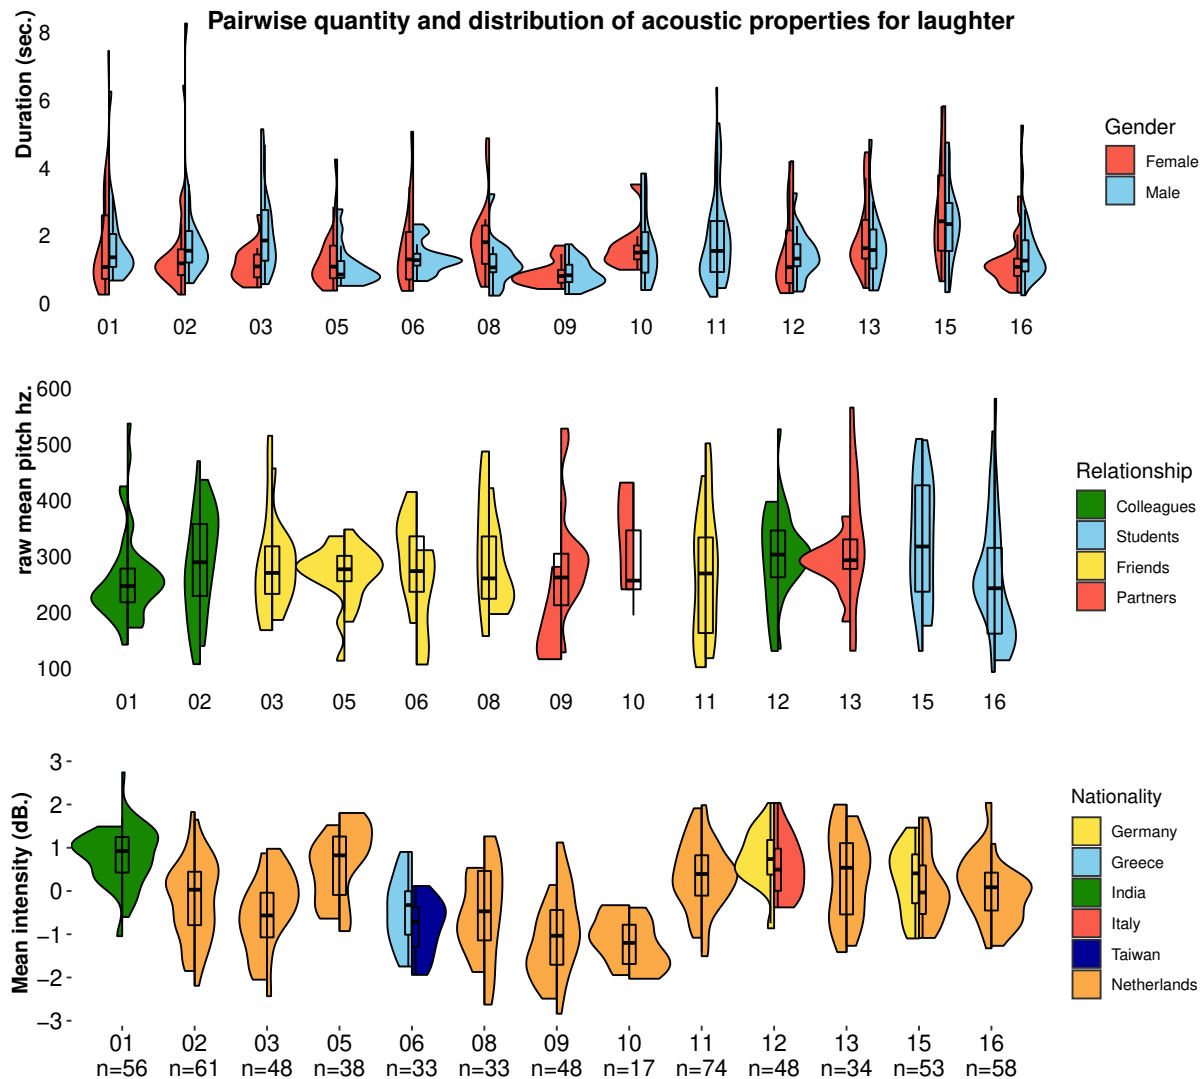 Pairwise quantity and distribution of acoustic properties for laughter
Duration (sec.)
8
6
4
2
0
01 02 03 05 06 08 09 10 11 12 13 15 16
Gender
Female
Male
raw mean pitch hz.
600
500
400
300
200
100
01 02 03 05 06 08 09 10 11 12 13 15 16
Relationship
Colleagues
Students
Friends
Partners
Mean intensity (dB.)
3
2
1
0
−1
−2
−3
01 02 03 05 06 08 09 10 11 12 13 15 16
n=56 n=61 n=48 n=38 n=33 n=33 n=48 n=17 n=74 n=48 n=34 n=53 n=58
Nationality
Germany
Greece
India
Italy
Taiwan
Netherlands